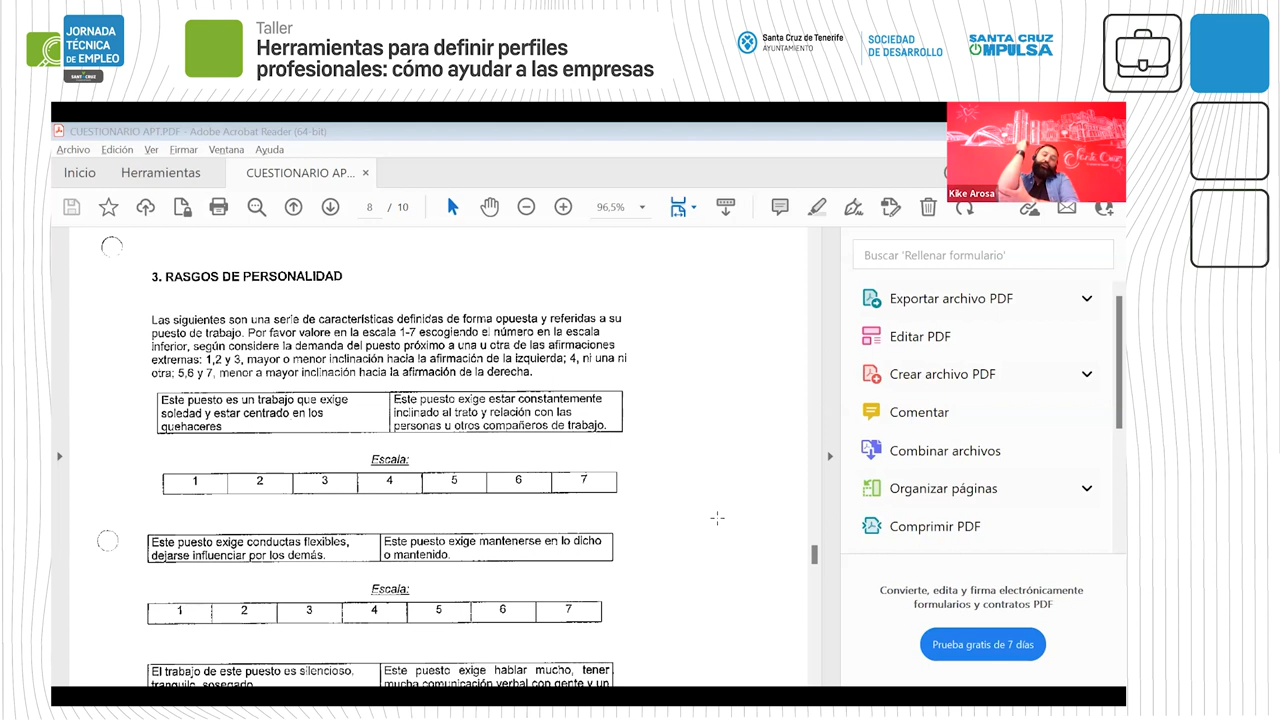 JORNADA
TÉCNICA
DE EMPLEO
Taller
Herramientas para definir perfiles
profesionales: cómo ayudar a las empresas
Santa Cruz de Tenerife
AYUNTAMIENTO
SOCIEDAD
DE DESARROLLO
SANTA CRUZ
IMPULSA
CUESTIONARIO APT.PDF - Adobe Acrobat Reader (64-bit)
Archivo Edición Ver Firmar Ventana Ayuda
Inicio Herramientas CUESTIONARIO AP... ×
8 / 10 96,5%
Santa Cruz
Kike Arosa
3. RASGOS DE PERSONALIDAD
Las siguientes son una serie de características definidas de forma opuesta y referidas a su
puesto de trabajo. Por favor valore en la escala 1-7 escogiendo el número en la escala
inferior, según considere la demanda del puesto próximo a una u otra de las afirmaciones
extremas: 1,2 y 3, mayor o menor inclinación hacia la afirmación de la izquierda; 4, ni una ni
otra; 5,6 y 7, menor a mayor inclinación hacia la afirmación de la derecha.
Este puesto es un trabajo que exige
soledad y estar centrado en los
quehaceres
Este puesto exige estar constantemente
inclinado al trato y relación con las
personas u otros compañeros de trabajo.
Escala:
1 2 3 4 5 6 7
Este puesto exige conductas flexibles,
dejarse influenciar por los demás.
Este puesto exige mantenerse en lo dicho
o mantenido.
Escala:
1 2 3 4 5 6 7
El trabajo de este puesto es silencioso,
tranquilo, sosegado
Este puesto exige hablar mucho, tener
mucha comunicación verbal con gente y un
Buscar 'Rellenar formulario'
Exportar archivo PDF
Editar PDF
Crear archivo PDF
Comentar
Combinar archivos
Organizar páginas
Comprimir PDF
Convierte, edita y firma electrónicamente
formularios y contratos PDF
Prueba gratis de 7 días